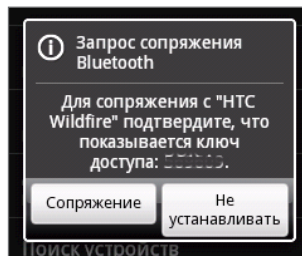 Запрос сопряжения
Bluetooth
Для сопряжения с "HTC
Wildfire" подтвердите, что
показывается ключ
доступа:
Сопряжение
Не
устанавливать
Поиск устройств